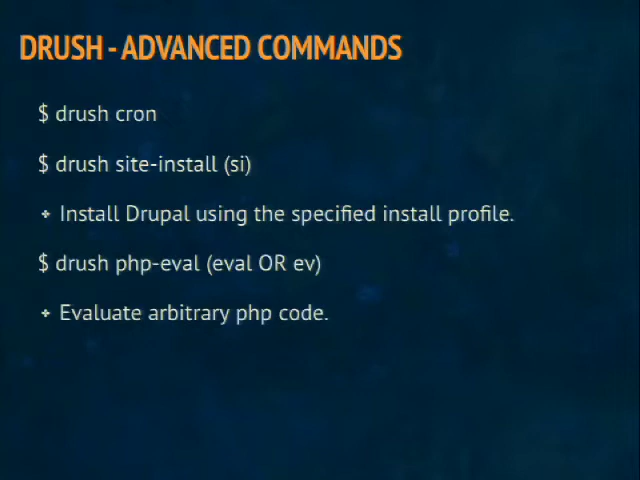 DRUSH - ADVANCED COMMANDS
$ drush cron
$ drush site-install (si)
+ Install Drupal using the specified install profile.
$ drush php-eval (eval OR ev)
+ Evaluate arbitrary php code.